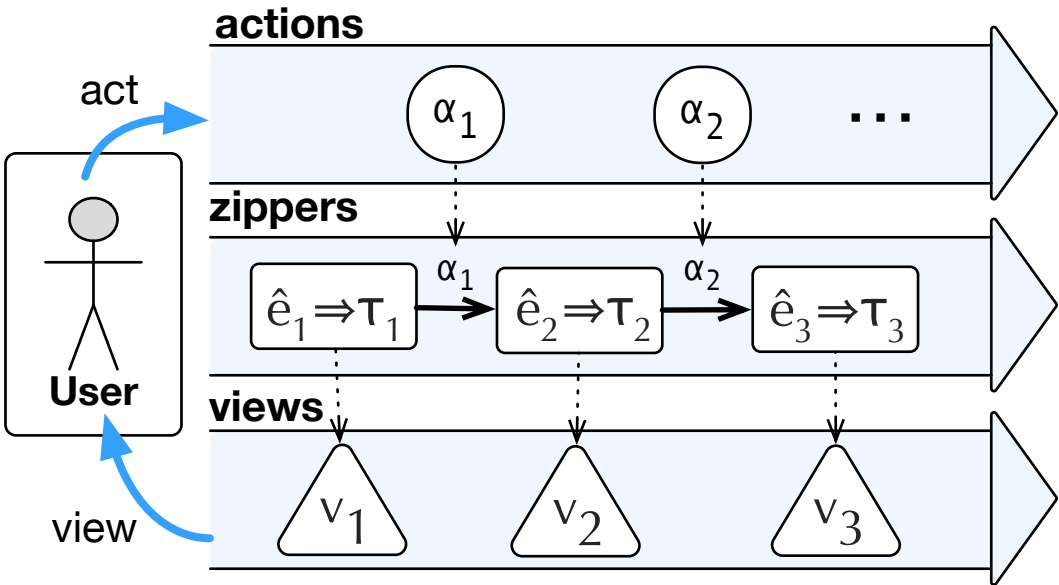 actions
act
α₁
α₂
...
zippers
α₁
α₂
ê₁⇒τ₁
ê₂⇒τ₂
ê₃⇒τ₃
User
views
view
v₁
v₂
v₃